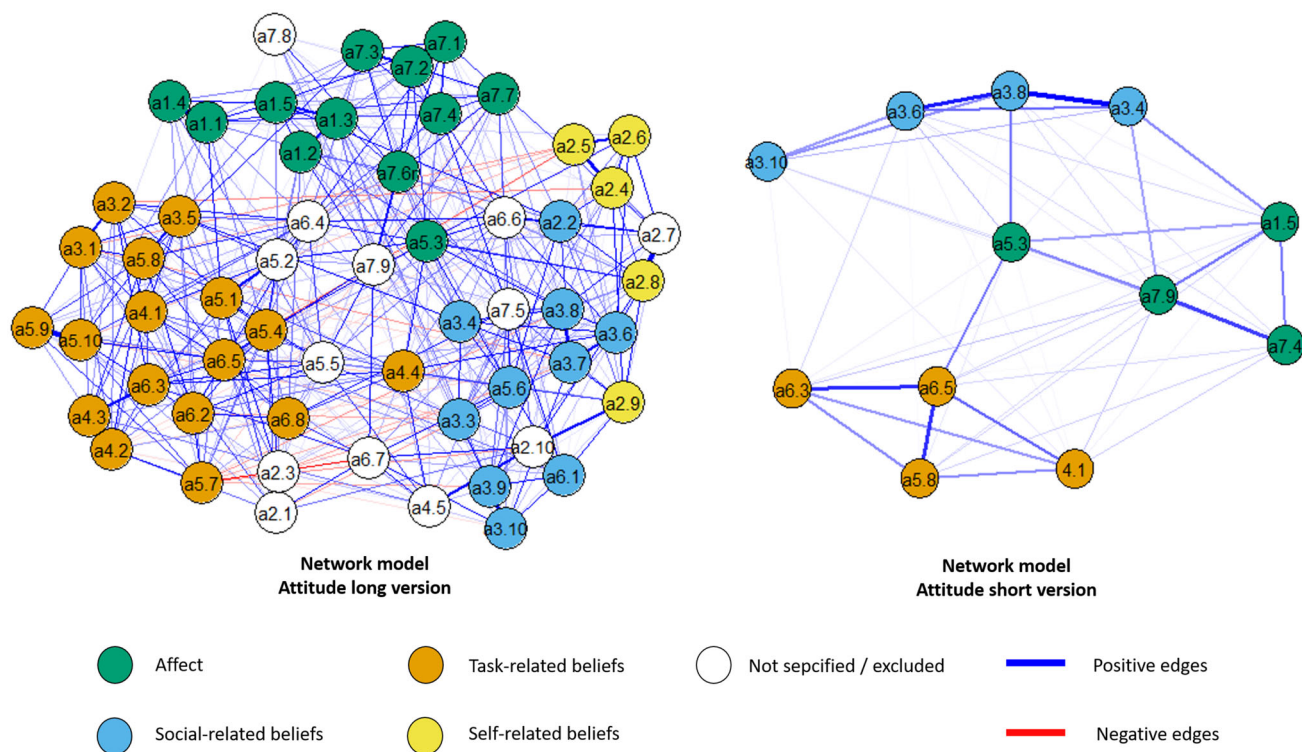 a7.8
a7.3
a7.1
a7.2
a7.7
a1.4
a1.5
a1.1
a1.3
a7.4
a1.2
a2.5
a2.6
a7.6r
a2.4
a3.2
a3.5
a6.4
a6.6
a2.2
a2.7
a3.1
a5.8
a5.2
a7.9
a5.3
a2.8
a5.1
a4.1
a5.9
a5.10
a5.4
a3.4
a7.5
a3.8
a3.6
a6.5
a5.5
a4.4
a3.7
a6.3
a5.6
a2.9
a4.3
a6.2
a6.8
a3.3
a4.2
a2.10
a5.7
a2.3
a6.7
a3.9
a6.1
a2.1
a4.5
a3.10
Network model
Attitude long version
a3.6
a3.8
a3.4
a3.10
a1.5
a5.3
a7.9
a7.4
a6.3
a6.5
a5.8
4.1
Network model
Attitude short version
Affect
Task-related beliefs
Not sepcified / excluded
Positive edges
Social-related beliefs
Self-related beliefs
Negative edges